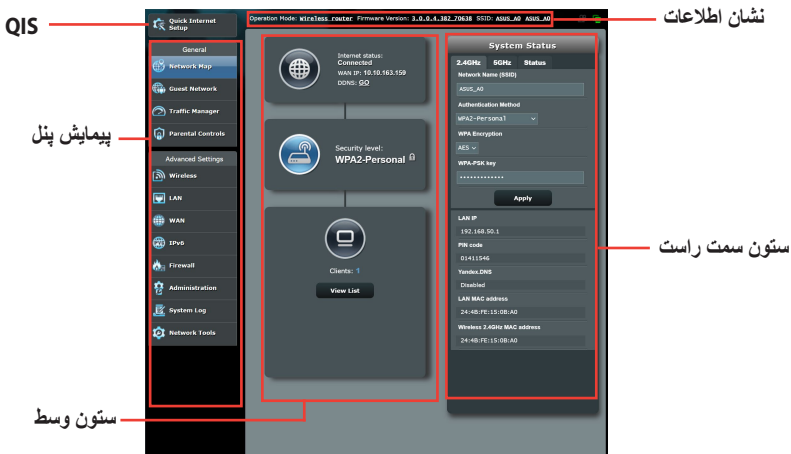 QIS
Quick Internet
Setup
General
Network Map
Guest Network
Traffic Manager
Parental Controls
Advanced Settings
Wireless
LAN
WAN
IPv6
Firewall
Administration
System Log
Network Tools
پیمایش پنل
Operation Mode: Wireless router Firmware Version: 3.0.0.4.382_70638 SSID: ASUS_A0 ASUS_A0
نشان اطلاعات
Internet status:
Connected
WAN IP: 10.10.163.159
DDNS: GO
Security level:
WPA2-Personal
Clients: 1
View List
ستون وسط
System Status
2.4GHz 5GHz Status
Network Name (SSID)
ASUS_A0
Authentication Method
WPA2-Personal
WPA Encryption
AES
WPA-PSK key
•••••••••••••
Apply
LAN IP
192.168.50.1
PIN code
01411546
Yandex.DNS
Disabled
LAN MAC address
24:4B:FE:15:0B:A0
Wireless 2.4GHz MAC address
24:4B:FE:15:0B:A0
ستون سمت راست